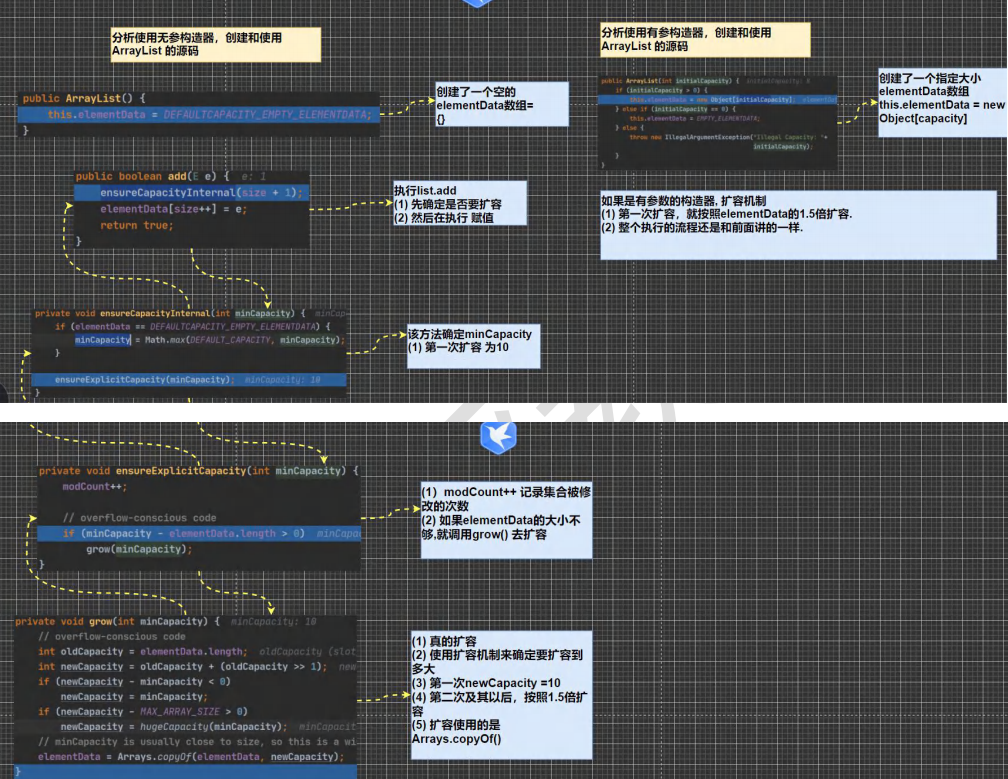 分析使用无参构造器，创建和使用
ArrayList 的源码
public ArrayList() {
this.elementData = DEFAULTCAPACITY_EMPTY_ELEMENTDATA;
}
创建了一个空的
elementData数组=
{}
public boolean add(E e) {  e: 1
ensureCapacityInternal(size + 1);
elementData[size++] = e;
return true;
}
执行list.add
(1) 先确定是否要扩容
(2) 然后在执行 赋值
private void ensureCapacityInternal(int minCapacity) {  minCap
if (elementData == DEFAULTCAPACITY_EMPTY_ELEMENTDATA) {
minCapacity = Math.max(DEFAULT_CAPACITY, minCapacity);
}
ensureExplicitCapacity(minCapacity);  minCapacity: 10
}
该方法确定minCapacity
(1) 第一次扩容 为10
分析使用有参构造器，创建和使用
ArrayList 的源码
public ArrayList(int initialCapacity) {  initialCapacity: 8
if (initialCapacity > 0) {
this.elementData = new Object[initialCapacity];
} else if (initialCapacity == 0) {
this.elementData = EMPTY_ELEMENTDATA;
} else {
throw new IllegalArgumentException("Illegal Capacity: "+
initialCapacity);
}
}
创建了一个指定大小
elementData数组
this.elementData = new
Object[capacity]
如果是有参数的构造器, 扩容机制
(1) 第一次扩容，就按照elementData的1.5倍扩容.
(2) 整个执行的流程还是和前面讲的一样.
private void ensureExplicitCapacity(int minCapacity) {
modCount++;
// overflow-conscious code
if (minCapacity - elementData.length > 0)  minCapa
grow(minCapacity);
}
(1）modCount++ 记录集合被修
改的次数
(2) 如果elementData的大小不
够,就调用grow() 去扩容
private void grow(int minCapacity) {  minCapacity: 10
// overflow-conscious code
int oldCapacity = elementData.length;  oldCapacity (slot
int newCapacity = oldCapacity + (oldCapacity >> 1);  new
if (newCapacity - minCapacity < 0)
newCapacity = minCapacity;
if (newCapacity - MAX_ARRAY_SIZE > 0)
newCapacity = hugeCapacity(minCapacity);  minCapacit
// minCapacity is usually close to size, so this is a wi
elementData = Arrays.copyOf(elementData, newCapacity);
}
(1) 真的扩容
(2) 使用扩容机制来确定要扩容到
多大
(3) 第一次newCapacity =10
(4) 第二次及其以后，按照1.5倍扩
容
(5) 扩容使用的是
Arrays.copyOf()